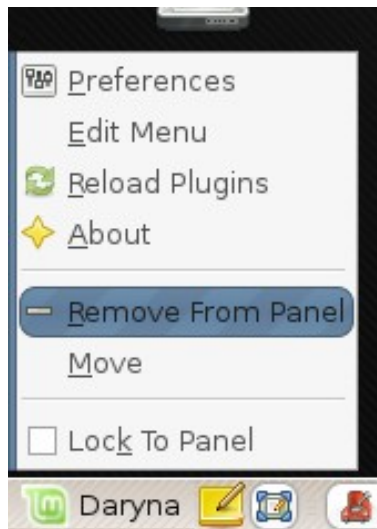 Preferences
Edit Menu
Reload Plugins
About
Remove From Panel
Move
Lock To Panel
Daryna